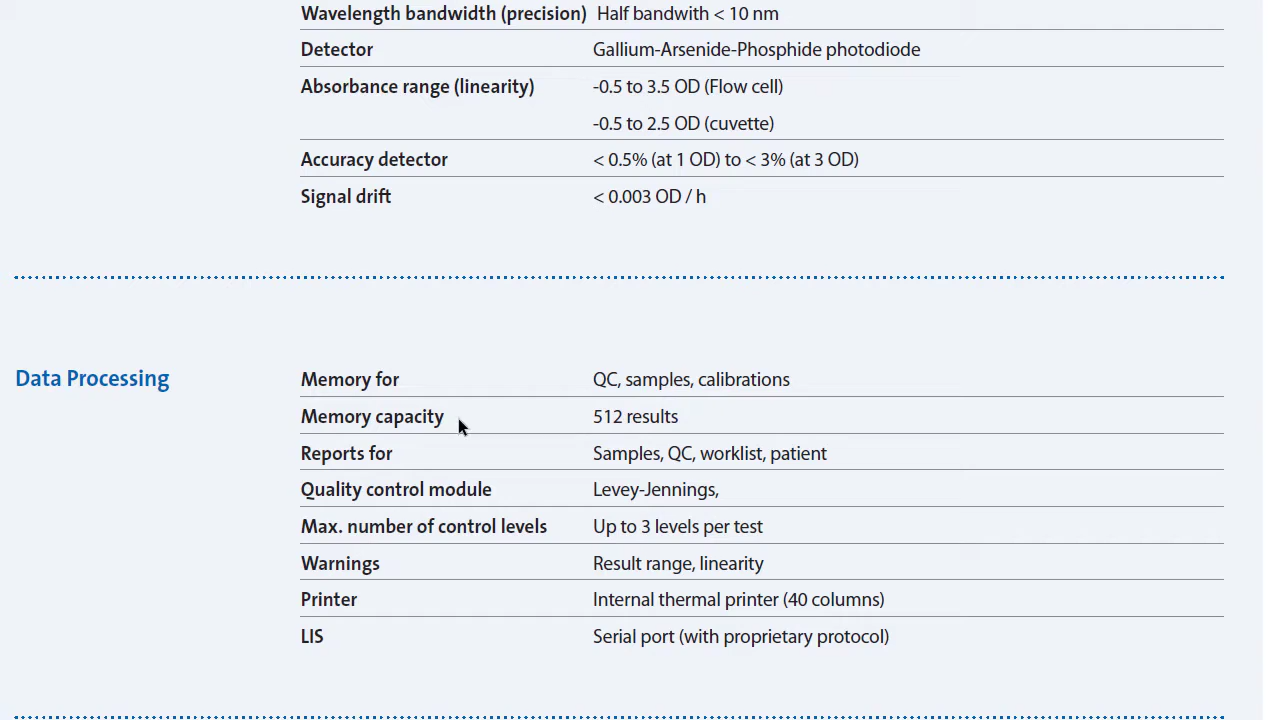 Wavelength bandwidth (precision) Half bandwith < 10 nm
Detector Gallium-Arsenide-Phosphide photodiode
Absorbance range (linearity) -0.5 to 3.5 OD (Flow cell)
-0.5 to 2.5 OD (cuvette)
Accuracy detector < 0.5% (at 1 OD) to < 3% (at 3 OD)
Signal drift < 0.003 OD / h
Data Processing Memory for QC, samples, calibrations
Memory capacity 512 results
Reports for Samples, QC, worklist, patient
Quality control module Levey-Jennings,
Max. number of control levels Up to 3 levels per test
Warnings Result range, linearity
Printer Internal thermal printer (40 columns)
LIS Serial port (with proprietary protocol)